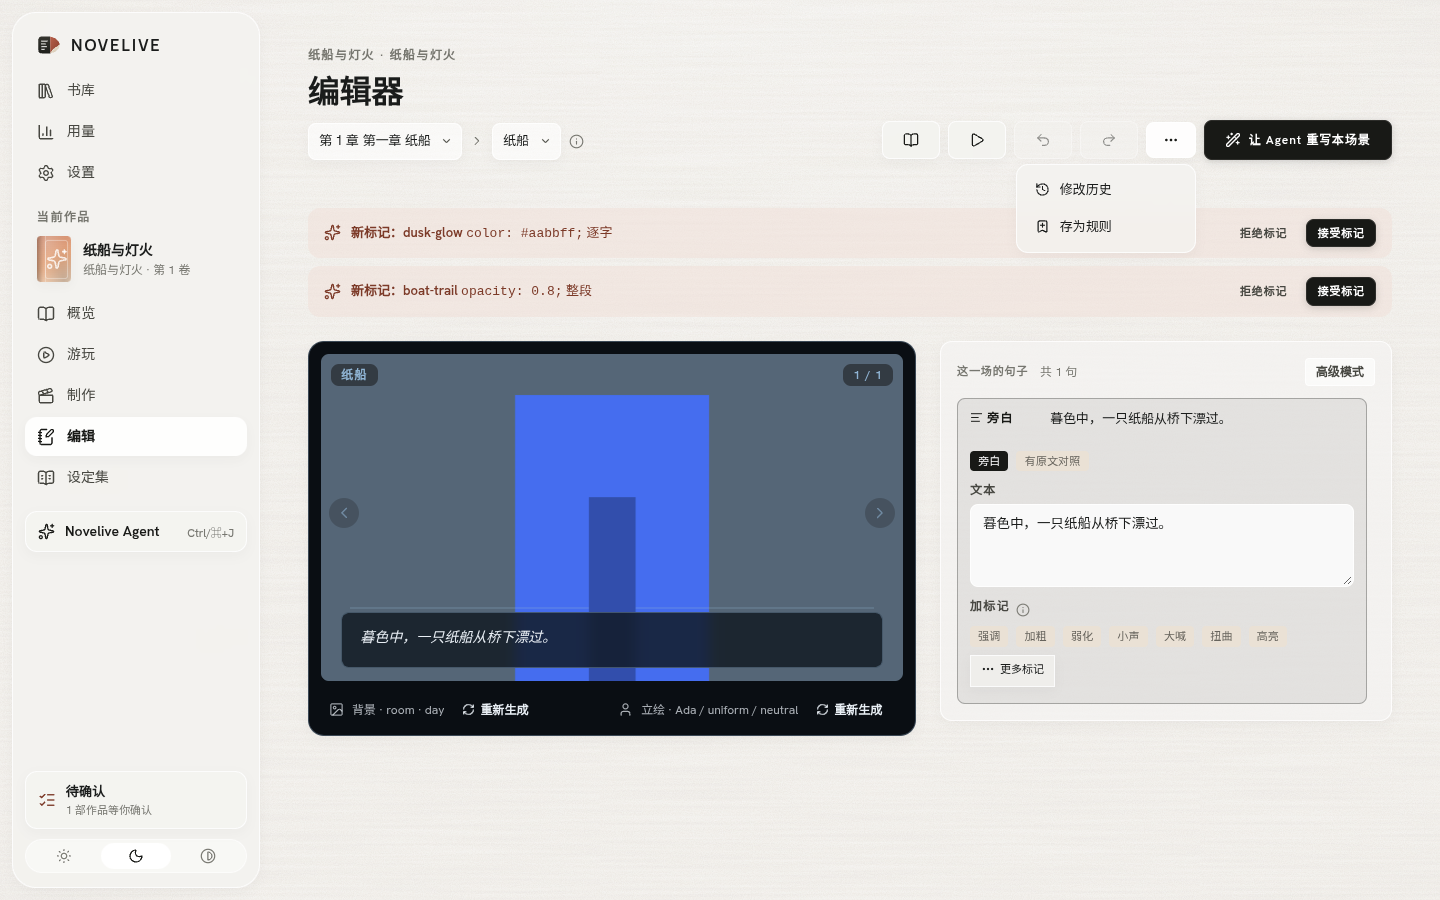 NOVELIVE
书库
用量
设置
当前作品
纸船与灯火
纸船与灯火 · 第 1 卷
概览
游玩
制作
编辑
设定集
Novelive Agent Ctrl/⌘+J
待确认
1 部作品等你确认
纸船与灯火 · 纸船与灯火
编辑器
第 1 章 第一章 纸船
纸船
让 Agent 重写本场景
修改历史
存为规则
新标记：dusk-glow color: #aabbff; 逐字
拒绝标记 接受标记
新标记：boat-trail opacity: 0.8; 整段
拒绝标记 接受标记
纸船 1 / 1
暮色中，一只纸船从桥下漂过。
背景 · room · day 重新生成
立绘 · Ada / uniform / neutral 重新生成
这一场的句子 共 1 句 高级模式
旁白 暮色中，一只纸船从桥下漂过。
旁白 有原文对照
文本
暮色中，一只纸船从桥下漂过。
加标记
强调 加粗 弱化 小声 大喊 扭曲 高亮
更多标记